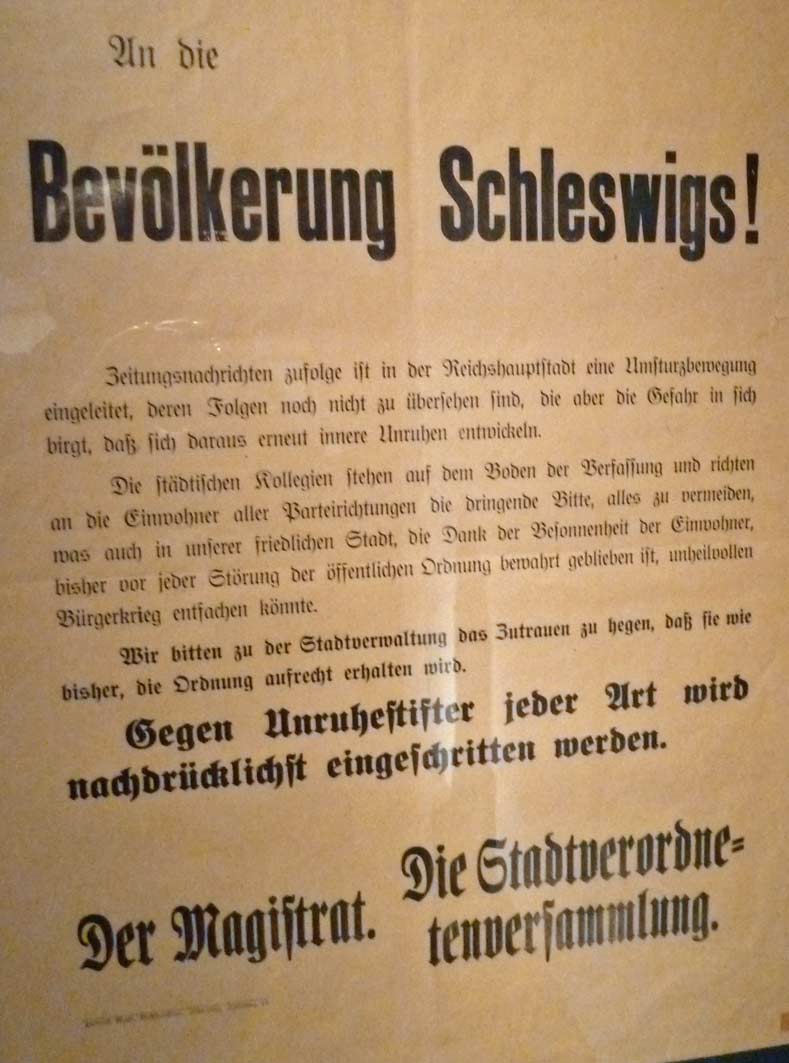 An die
Bevölkerung Schleswigs!
Zeitungsnachrichten zufolge ist in der Reichshauptstadt eine Umsturzbewegung
eingeleitet, deren Folgen noch nicht zu übersehen sind, die aber die Gefahr in sich
birgt, daß sich daraus erneut innere Unruhen entwickeln.
Die städtischen Kollegien stehen auf dem Boden der Verfassung und richten
an die Einwohner aller Parteirichtungen die dringende Bitte, alles zu vermeiden,
was auch in unserer friedlichen Stadt, die Dank der Besonnenheit der Einwohner,
bisher vor jeder Störung der öffentlichen Ordnung bewahrt geblieben ist, unheilvollen
Bürgerkrieg entfachen könnte.
Wir bitten zu der Stadtverwaltung das Zutrauen zu hegen, daß sie wie
bisher, die Ordnung aufrecht erhalten wird.
Gegen Unruhestifter jeder Art wird
nachdrücklichst eingeschritten werden.
Der Magistrat.
Die Stadtverordne-
tenversammlung.